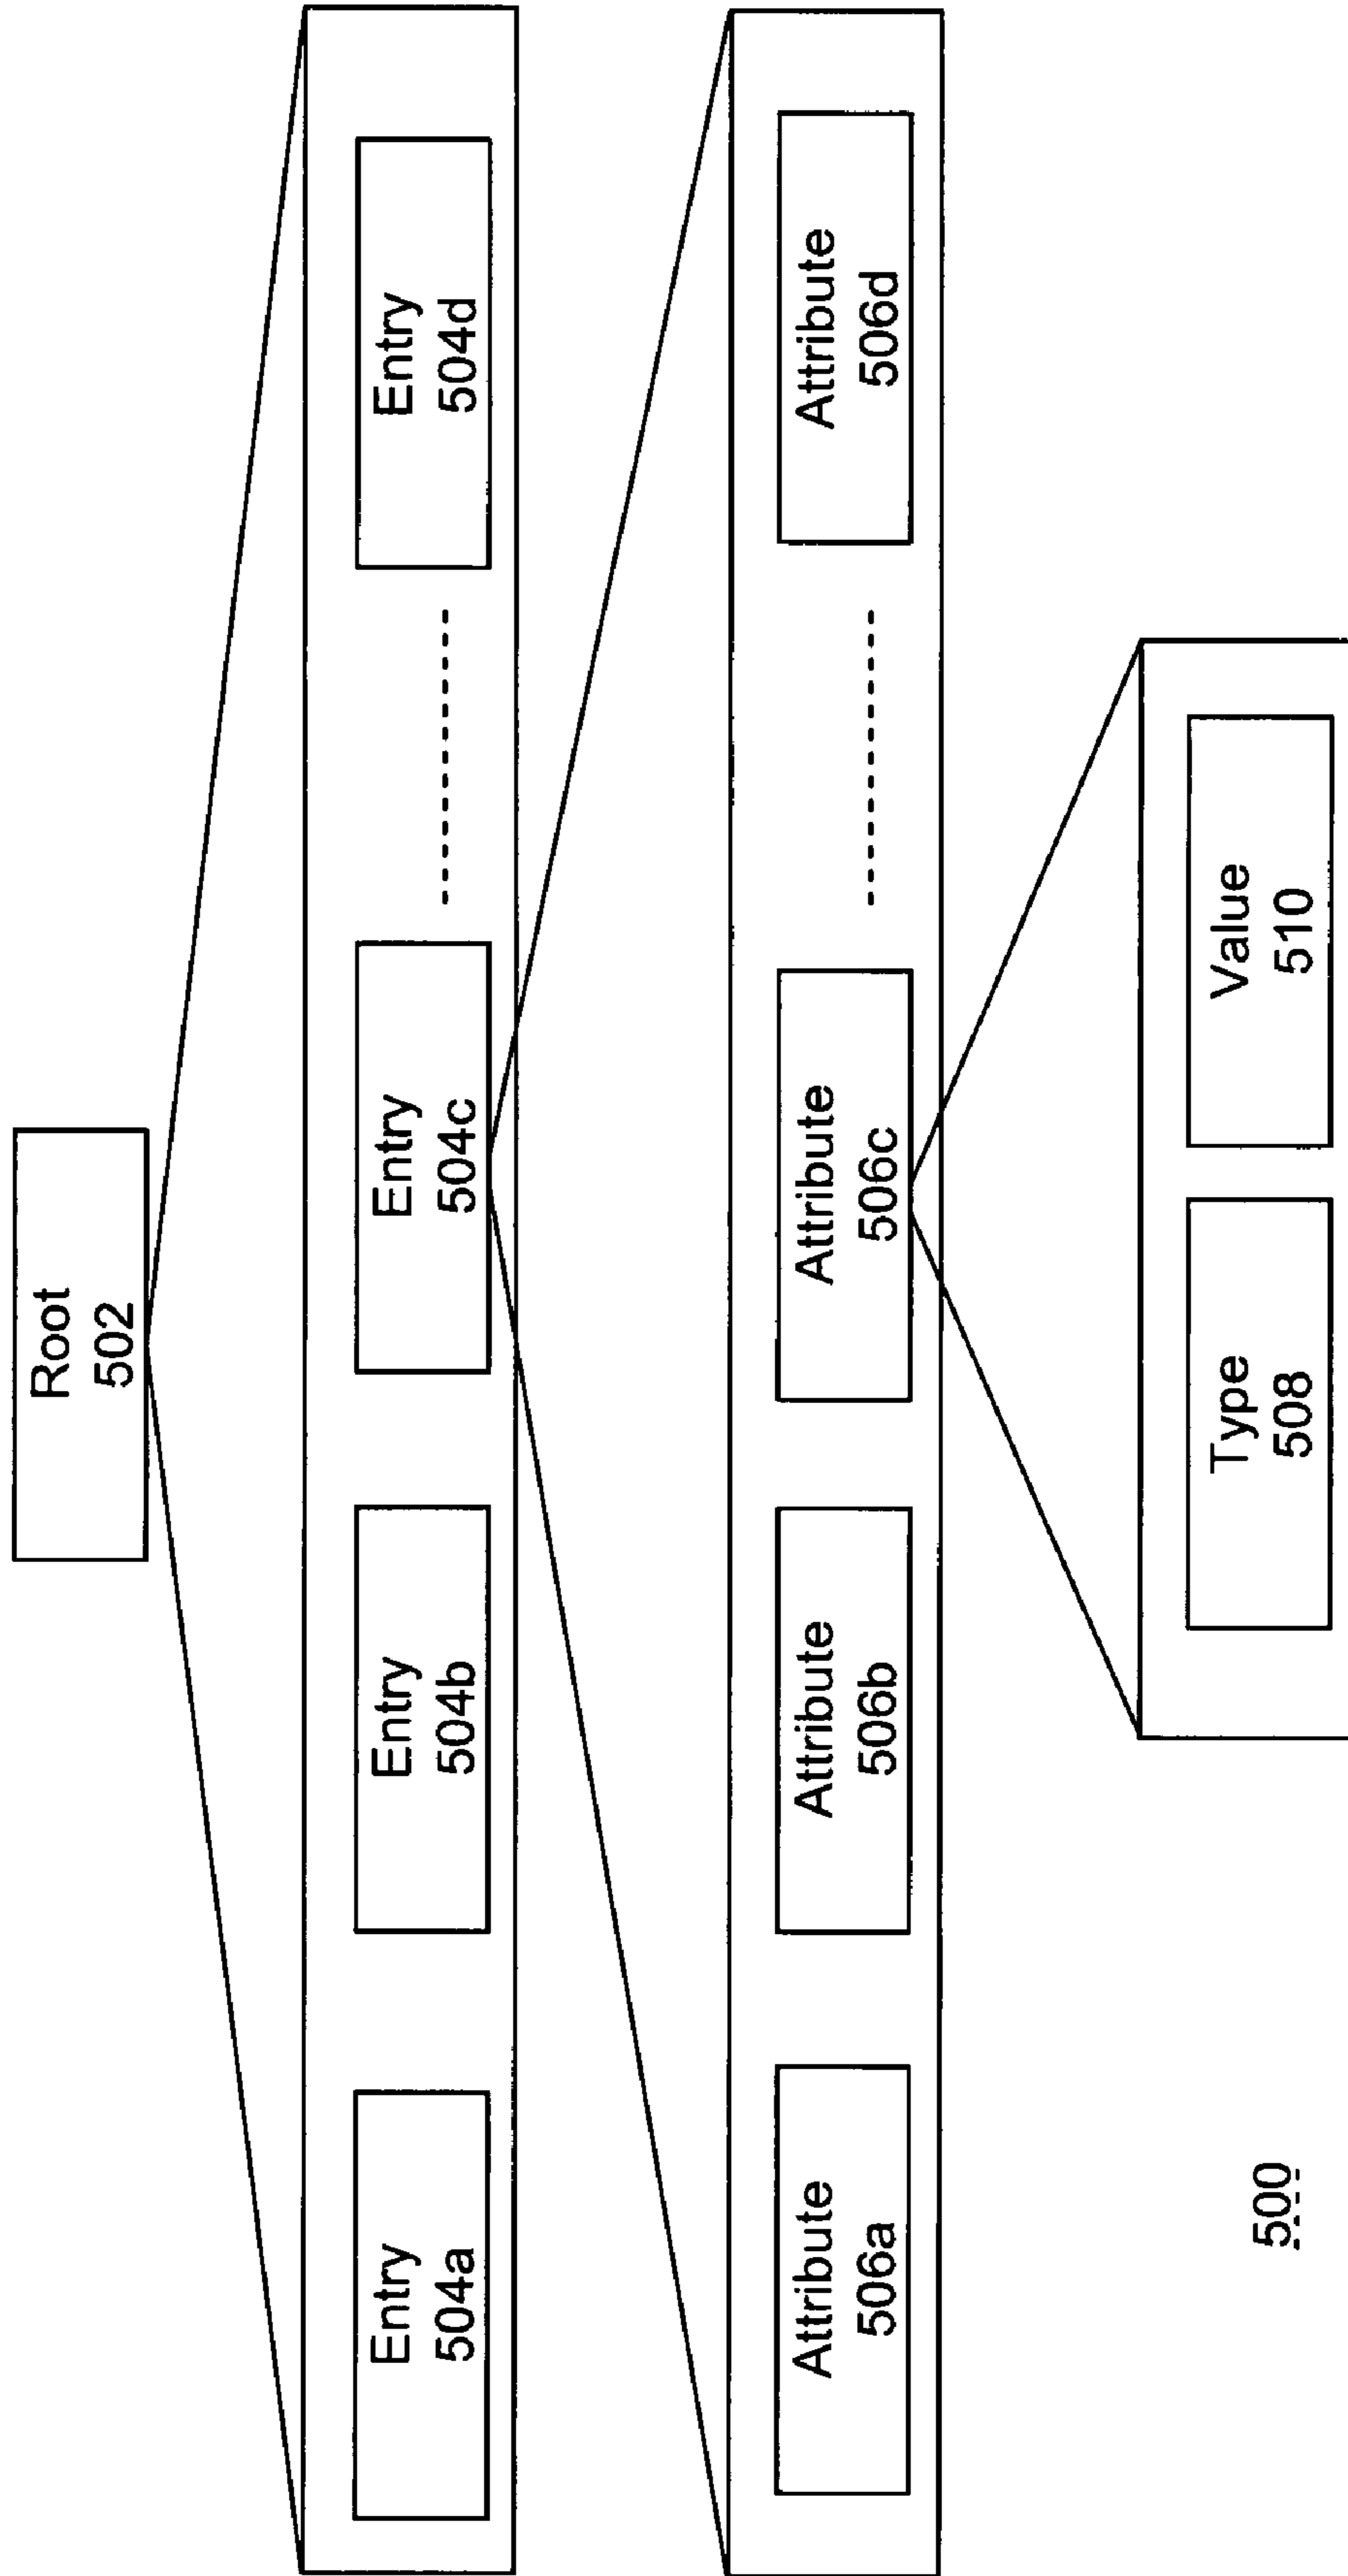 Root
502
Entry
504a
Entry
504b
Entry
504c
Entry
504d
Attribute
506a
Attribute
506b
Attribute
506c
Attribute
506d
Type
508
Value
510
500